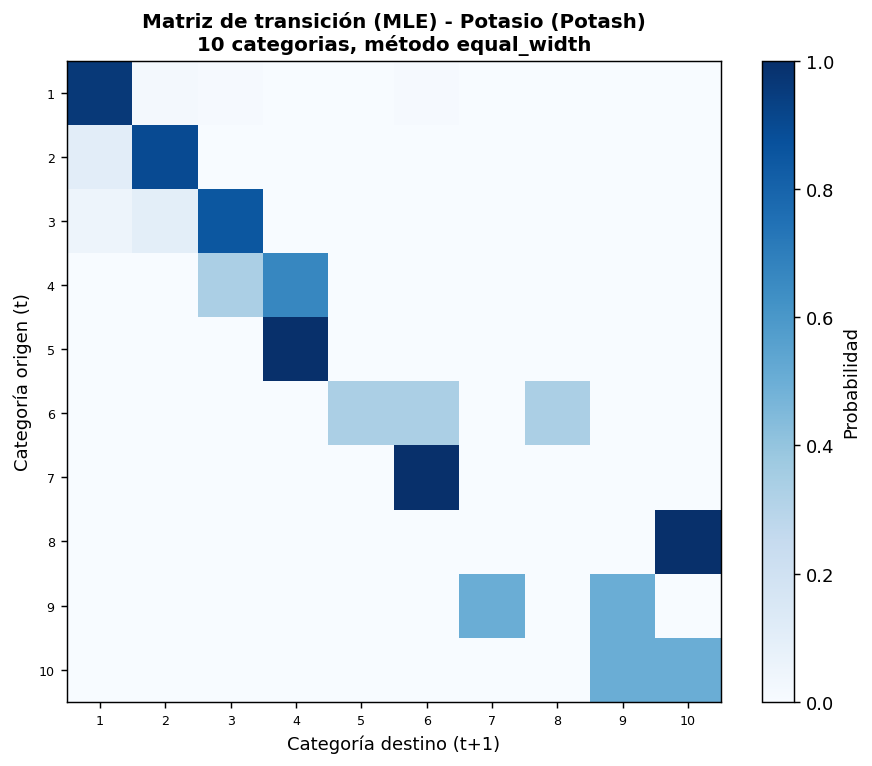 Matriz de transición (MLE) - Potasio (Potash)
10 categorias, método equal_width
Categoría origen (t)
1
2
3
4
5
6
7
8
9
10
1 2 3 4 5 6 7 8 9 10
Categoría destino (t+1)
1.0
0.8
0.6
0.4
0.2
0.0
Probabilidad